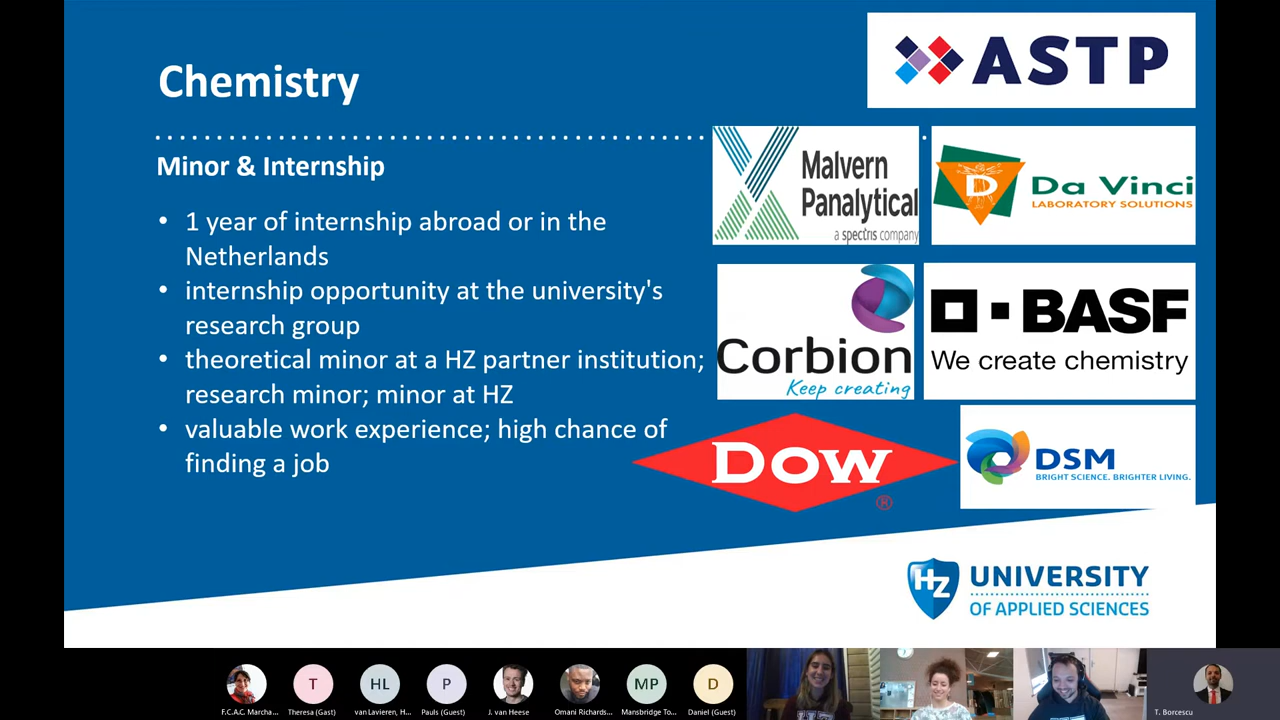 Chemistry
ASTP
Minor & Internship
Malvern
Panalytical
a spectris company
D
Da Vinci
LABORATORY SOLUTIONS
• 1 year of internship abroad or in the
Netherlands
• internship opportunity at the university's
research group
• theoretical minor at a HZ partner institution;
research minor; minor at HZ
• valuable work experience; high chance of
finding a job
Corbion
Keep creating
BASF
We create chemistry
DOW
®
DSM
BRIGHT SCIENCE. BRIGHTER LIVING.
HZ
UNIVERSITY
OF APPLIED SCIENCES
T
HL
P
MP
D
F.C.A.C. Marcha...
Theresa (Gast)
van Lavieren, H...
Pauls (Guest)
J. van Heese
Omani Richards...
Mansbridge To...
Daniel (Guest)
T. Borcescu